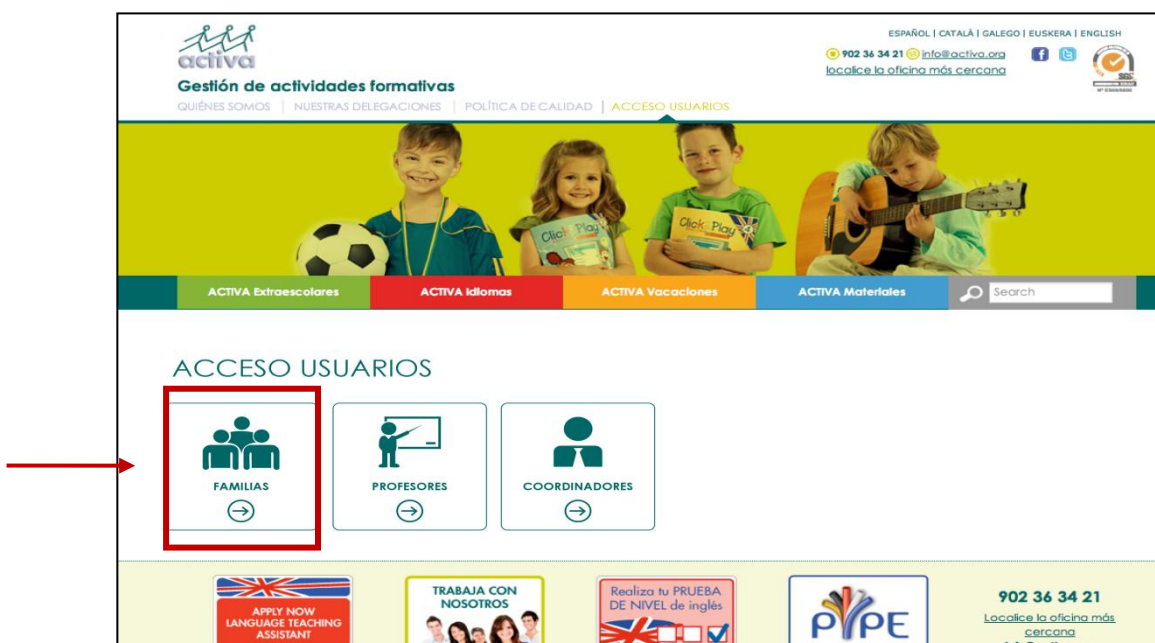 activa
ESPAÑOL | CATALÀ | GALEGO | EUSKERA | ENGLISH
902 36 34 21 info@activa.org
localice la oficina más cercana
SGS
Gestión de actividades formativas
QUIÉNES SOMOS | NUESTRAS DELEGACIONES | POLÍTICA DE CALIDAD | ACCESO USUARIOS
Click Play
Click Play 4
ACTIVA Extraescolares
ACTIVA Idiomas
ACTIVA Vacaciones
ACTIVA Materiales
Search
ACCESO USUARIOS
FAMILIAS
PROFESORES
COORDINADORES
APPLY NOW
LANGUAGE TEACHING
ASSISTANT
TRABAJA CON
NOSOTROS
Realiza tu PRUEBA
DE NIVEL de inglés
PYPE
902 36 34 21
Localice la oficina más
cercana